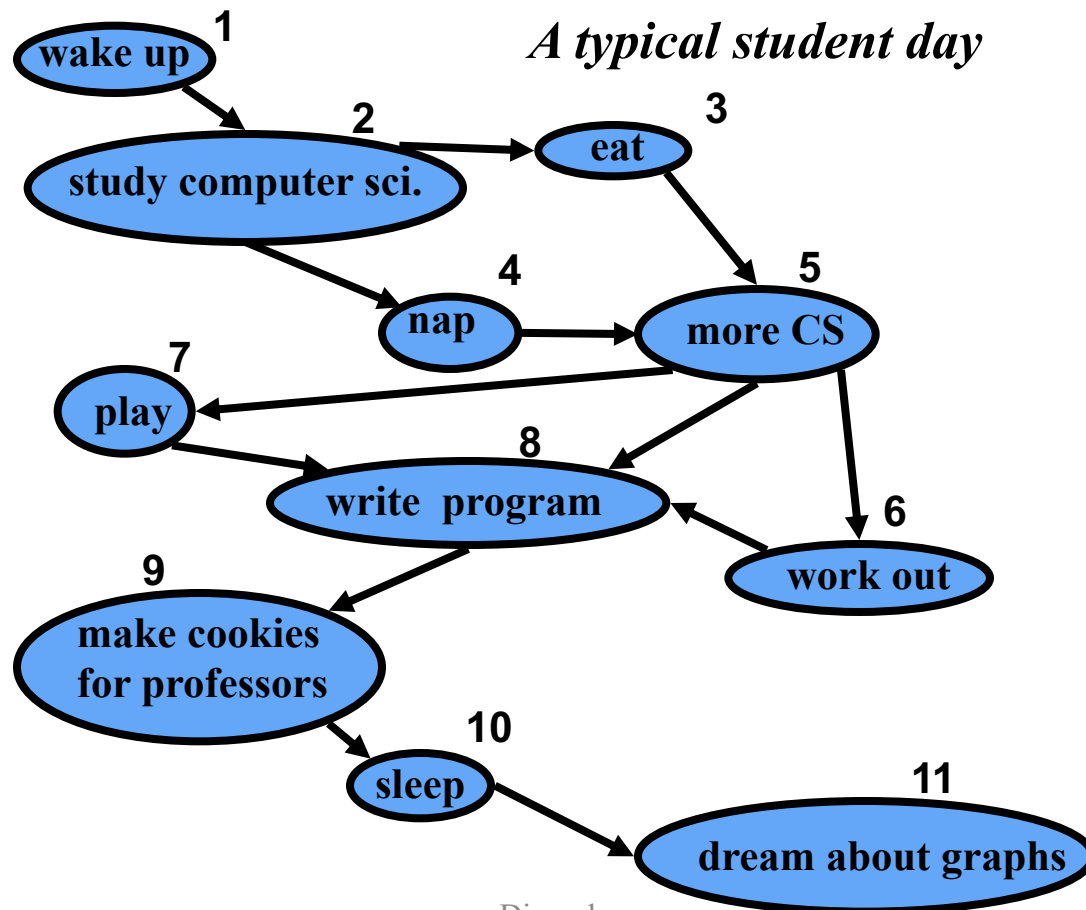 1
wake up
A typical student day
2
study computer sci.
3
eat
4
nap
5
more CS
7
play
8
write program
6
work out
9
make cookies
for professors
10
sleep
11
dream about graphs